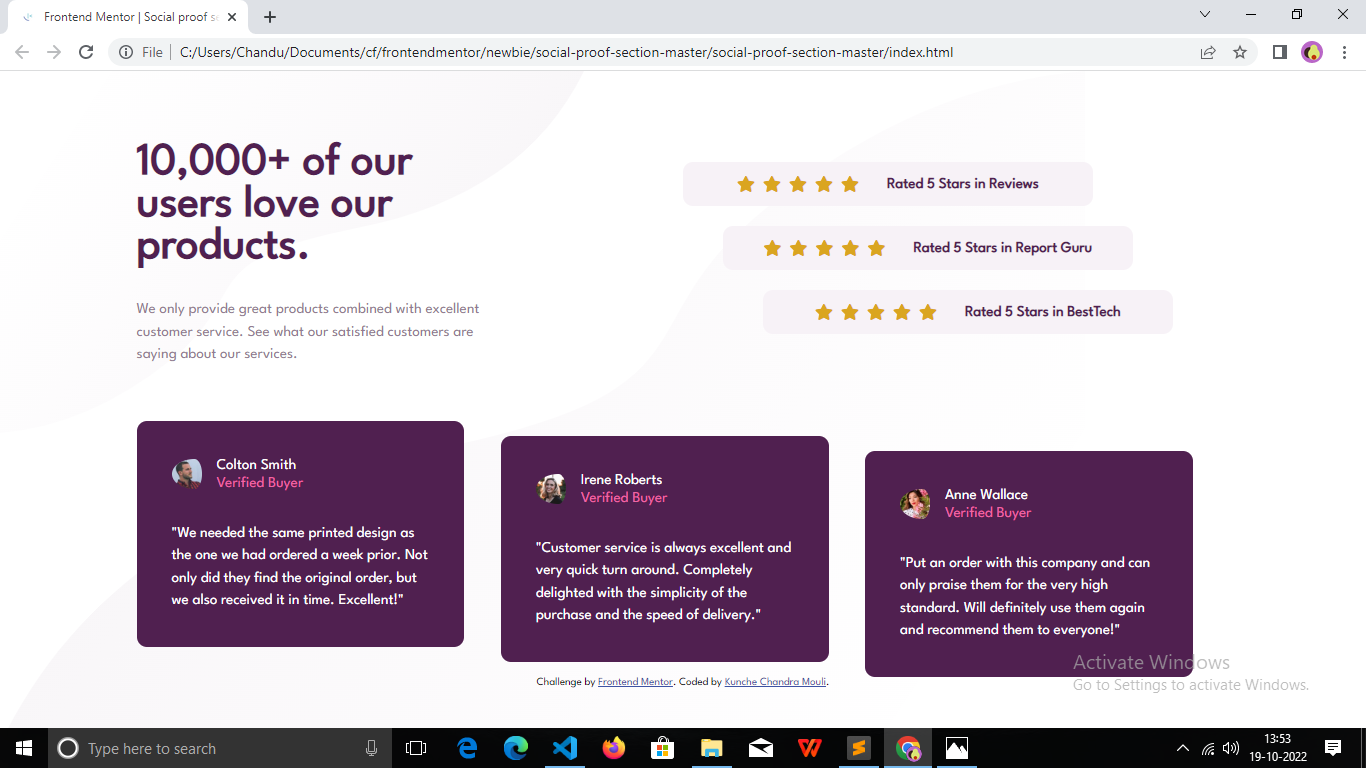 Frontend Mentor | Social proof s
File
C:/Users/Chandu/Documents/cf/frontendmentor/newbie/social-proof-section-master/social-proof-section-master/index.html
10,000+ of our
users love our
products.
We only provide great products combined with excellent
customer service. See what our satisfied customers are
saying about our services.
Rated 5 Stars in Reviews
Rated 5 Stars in Report Guru
Rated 5 Stars in BestTech
Colton Smith
Verified Buyer
"We needed the same printed design as
the one we had ordered a week prior. Not
only did they find the original order, but
we also received it in time. Excellent!"
Irene Roberts
Verified Buyer
"Customer service is always excellent and
very quick turn around. Completely
delighted with the simplicity of the
purchase and the speed of delivery."
Anne Wallace
Verified Buyer
"Put an order with this company and can
only praise them for the very high
standard. Will definitely use them again
and recommend them to everyone!"
Challenge by Frontend Mentor. Coded by Kunche Chandra Mouli.
Activate Windows
Go to Settings to activate Windows.
Type here to search
13:53
19-10-2022